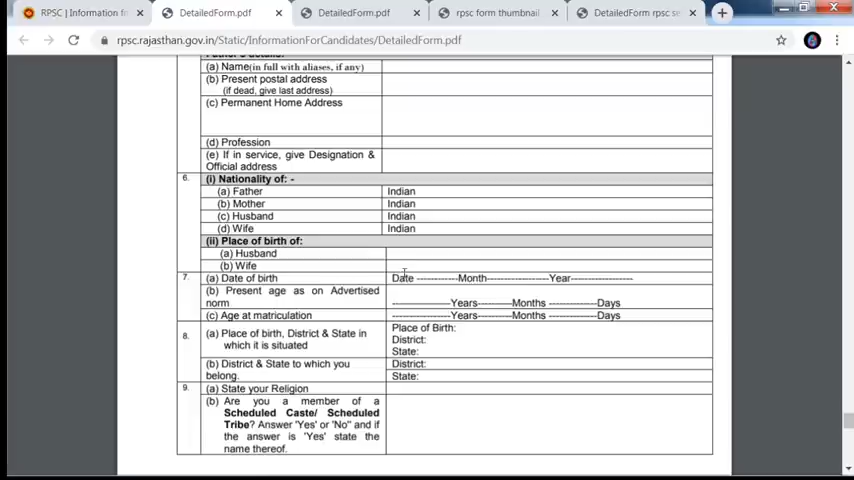 RPSC | Information f
DetailedForm.pdf
DetailedForm.pdf
rpsc form thumbnail
DetailedForm rpsc se
rpsc.rajasthan.gov.in/Static/InformationForCandidates/DetailedForm.pdf
(a) Name(in full with aliases, if any)
(b) Present postal address
(if dead, give last address)
(c) Permanent Home Address
(d) Profession
(e) If in service, give Designation &
Official address
6. (i) Nationality of: -
(a) Father Indian
(b) Mother Indian
(c) Husband Indian
(d) Wife Indian
(ii) Place of birth of:
(a) Husband
(b) Wife
7. (a) Date of birth Date ------------Month-------------------Year------------------
(b) Present age as on Advertised
norm -----------------Years----------Months --------------Days
(c) Age at matriculation -----------------Years----------Months --------------Days
8. (a) Place of birth, District & State in
which it is situated
Place of Birth:
District:
State:
(b) District & State to which you
belong.
District:
State:
9. (a) State your Religion
(b) Are you a member of a
Scheduled Caste/ Scheduled
Tribe? Answer 'Yes' or 'No" and if
the answer is 'Yes' state the
name thereof.